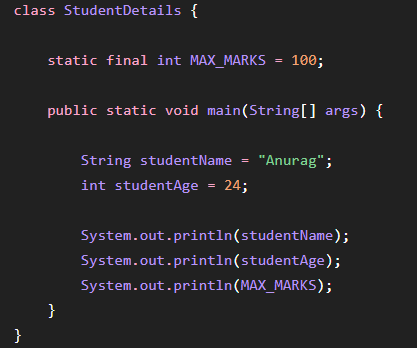 class StudentDetails {
static final int MAX_MARKS = 100;
public static void main(String[] args) {
String studentName = "Anurag";
int studentAge = 24;
System.out.println(studentName);
System.out.println(studentAge);
System.out.println(MAX_MARKS);
}
}